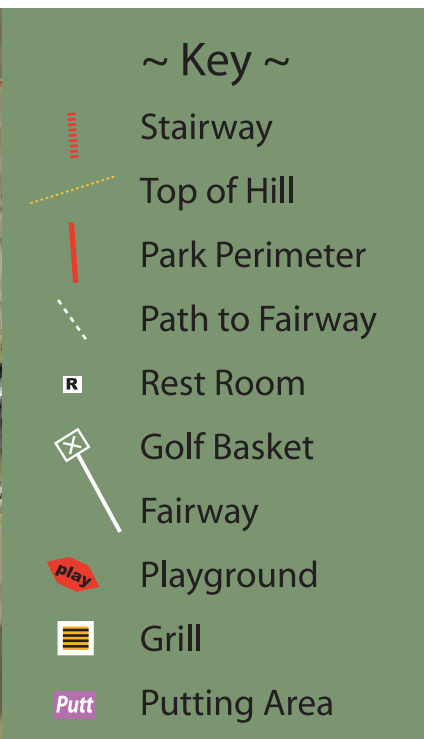 ~ Key ~
Stairway
Top of Hill
Park Perimeter
Path to Fairway
R Rest Room
Golf Basket
Fairway
play Playground
Grill
Putt Putting Area